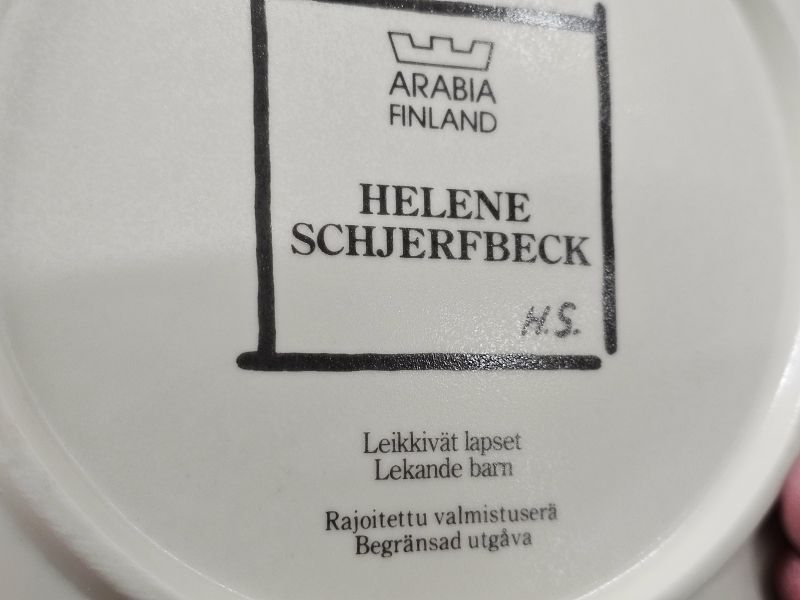 ARABIA
FINLAND
HELENE
SCHJERFBECK
H.S.
Leikkivät lapset
Lekande barn
Rajoitettu valmistuserä
Begränsad utgåva